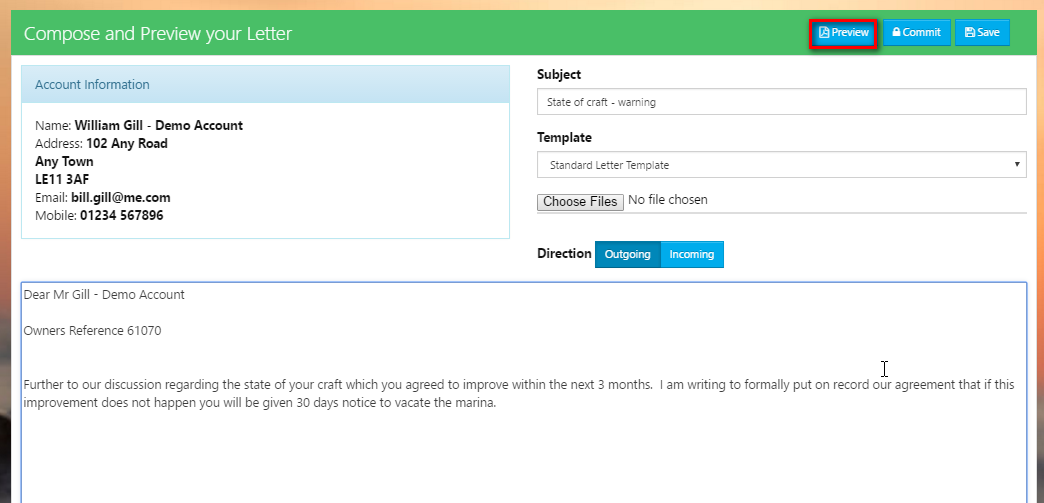 Compose and Preview your Letter
Preview
Commit
Save
Account Information
Name: William Gill - Demo Account
Address: 102 Any Road
Any Town
LE11 3AF
Email: bill.gill@me.com
Mobile: 01234 567896
Subject
State of craft - warning
Template
Standard Letter Template
Choose Files No file chosen
Direction Outgoing Incoming
Dear Mr Gill - Demo Account
Owners Reference 61070
Further to our discussion regarding the state of your craft which you agreed to improve within the next 3 months.  I am writing to formally put on record our agreement that if this
improvement does not happen you will be given 30 days notice to vacate the marina.